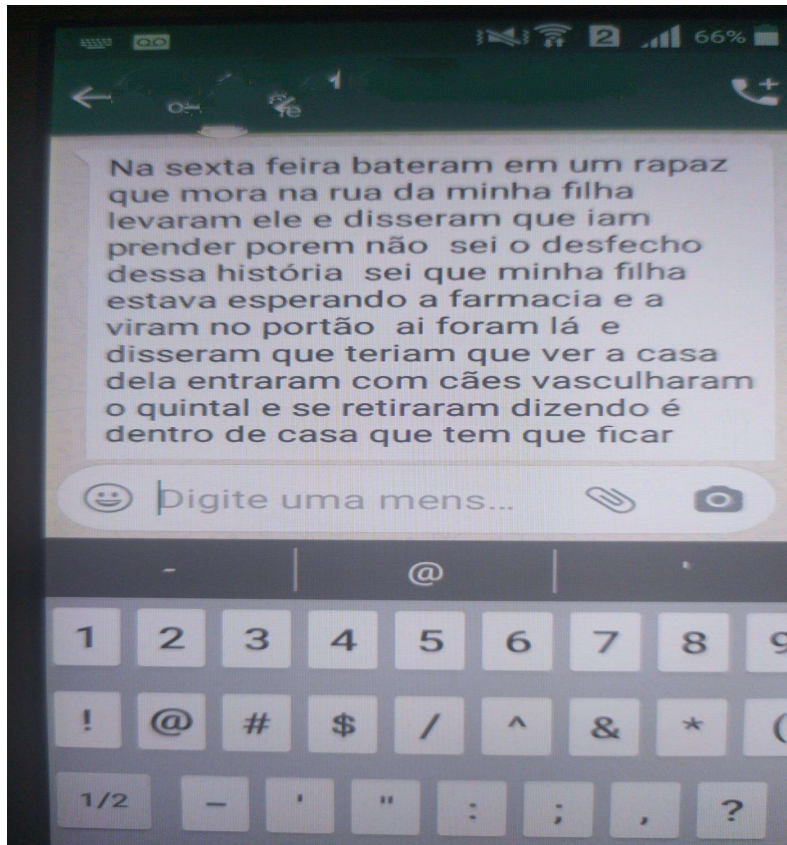 2 66%
Na sexta feira bateram em um rapaz
que mora na rua da minha filha
levaram ele e disseram que iam
prender porem não sei o desfecho
dessa história sei que minha filha
estava esperando a farmacia e a
viram no portão ai foram lá e
disseram que teriam que ver a casa
dela entraram com cães vasculharam
o quintal e se retiraram dizendo é
dentro de casa que tem que ficar
Digite uma mens...
- @ '
1 2 3 4 5 6 7 8 9
! @ # $ / ^ & * (
1/2 - ' " : ; , ?